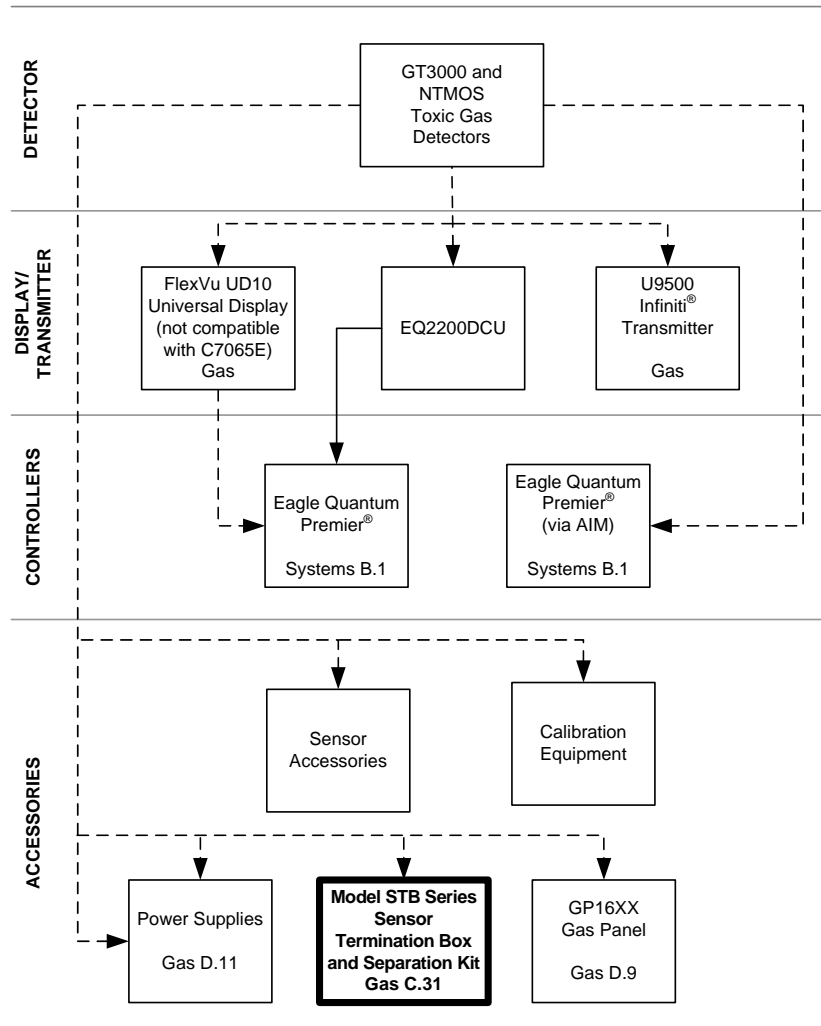 DETECTOR
GT3000 and
NTMOS
Toxic Gas
Detectors
DISPLAY/
TRANSMITTER
FlexVu UD10
Universal Display
(not compatible
with C7065E)
Gas
EQ2200DCU
U9500
Infiniti®
Transmitter
Gas
CONTROLLERS
Eagle Quantum
Premier®
Systems B.1
Eagle Quantum
Premier®
(via AIM)
Systems B.1
ACCESSORIES
Sensor
Accessories
Calibration
Equipment
Power Supplies
Gas D.11
Model STB Series
Sensor
Termination Box
and Separation Kit
Gas C.31
GP16XX
Gas Panel
Gas D.9